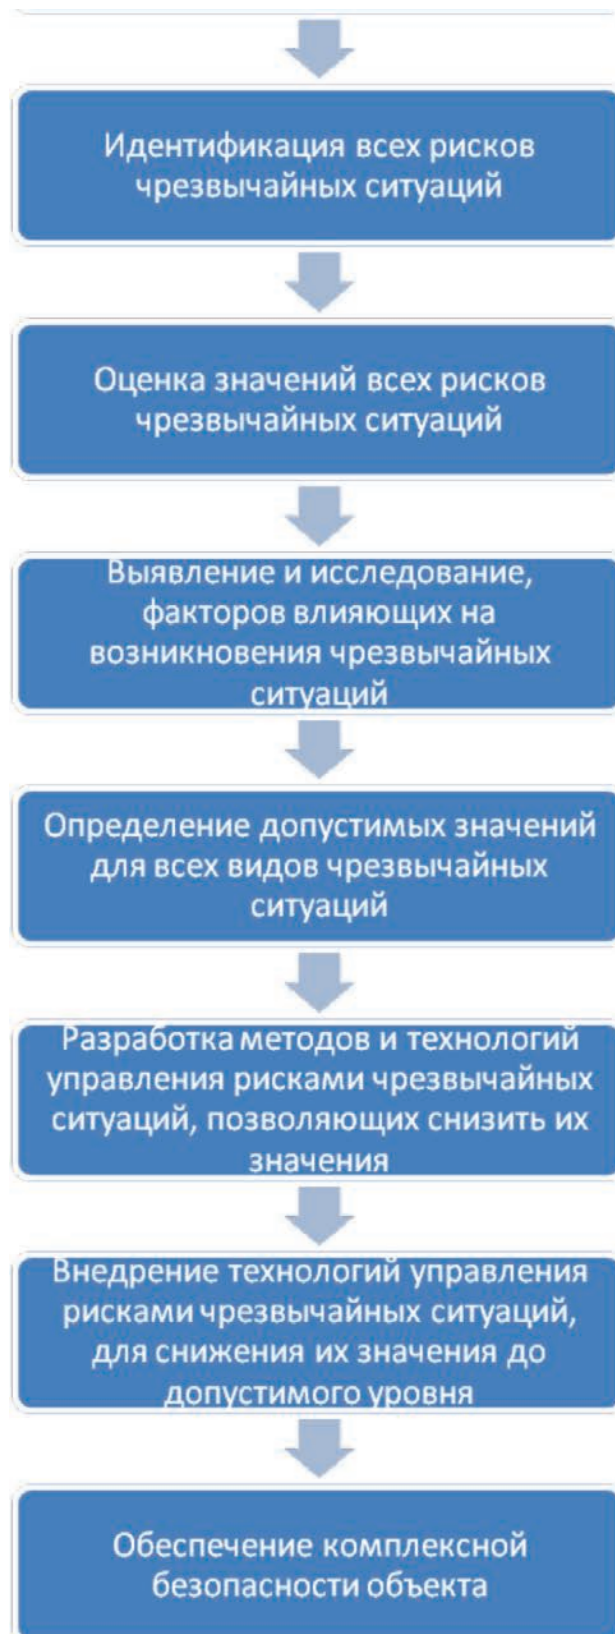 Идентификация всех рисков
чрезвычайных ситуаций
Оценка значений всех рисков
чрезвычайных ситуаций
Выявление и исследование,
факторов влияющих на
возникновения чрезвычайных
ситуаций
Определение допустимых значений
для всех видов чрезвычайных
ситуаций
Разработка методов и технологий
управления рисками чрезвычайных
ситуаций, позволяющих снизить их
значения
Внедрение технологий управления
рисками чрезвычайных ситуаций,
для снижения их значения до
допустимого уровня
Обеспечение комплексной
безопасности объекта